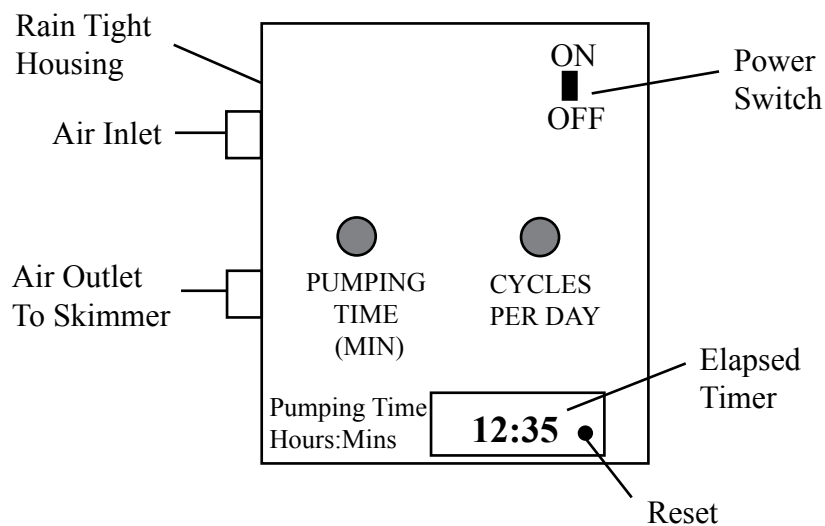 Rain Tight
Housing
Air Inlet
Air Outlet
To Skimmer
ON
OFF
Power
Switch
PUMPING
TIME
(MIN)
CYCLES
PER DAY
Pumping Time
Hours:Mins
12:35
Elapsed
Timer
Reset